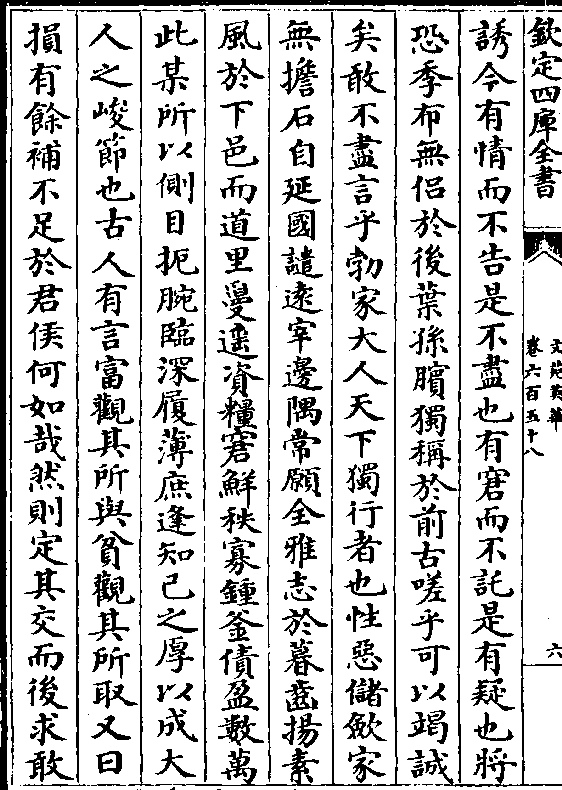 欽定四庫全書
文苑英華
卷六百五十八
六
誘今有情而不告是不盡也有窘而不託是有疑也將
恐季布無侣於後葉孫臏獨稱於前古嗟乎可以竭誠
矣敢不盡言乎勃家大人天下獨行者也性惡儲歛家
無擔石自延國譴遠宰邊隅常願全雅志於暮齒揚素
風於下邑而道里敻遥資糧窘鮮秩寡鍾釜債盈數萬
此某所以側目扼腕臨深履薄庶逢知己之厚以成大
人之峻節也古人有言富觀其所與貧觀其所取又曰
損有餘補不足於君侯何如哉然則定其交而後求敢